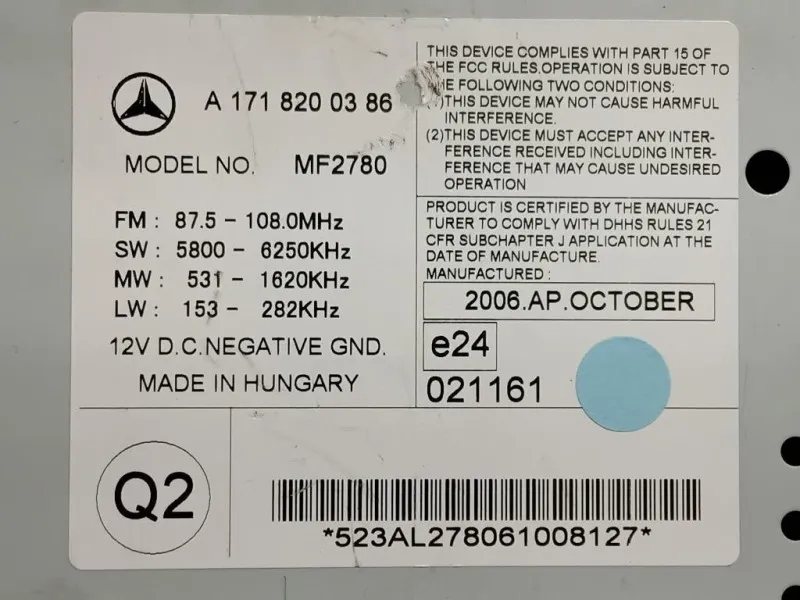 A 171 820 03 86
MODEL NO. MF2780
FM : 87.5 - 108.0MHz
SW : 5800 - 6250KHz
MW : 531 - 1620KHz
LW : 153 - 282KHz
12V D.C.NEGATIVE GND.
MADE IN HUNGARY
THIS DEVICE COMPLIES WITH PART 15 OF
THE FCC RULES.OPERATION IS SUBJECT TO
THE FOLLOWING TWO CONDITIONS:
(1)THIS DEVICE MAY NOT CAUSE HARMFUL
INTERFERENCE.
(2)THIS DEVICE MUST ACCEPT ANY INTER-
FERENCE RECEIVED INCLUDING INTER-
FERENCE THAT MAY CAUSE UNDESIRED
OPERATION
PRODUCT IS CERTIFIED BY THE MANUFAC-
TURER TO COMPLY WITH DHHS RULES 21
CFR SUBCHAPTER J APPLICATION AT THE
DATE OF MANUFACTURE.
MANUFACTURED :
2006.AP.OCTOBER
e24
021161
Q2
*523AL278061008127*